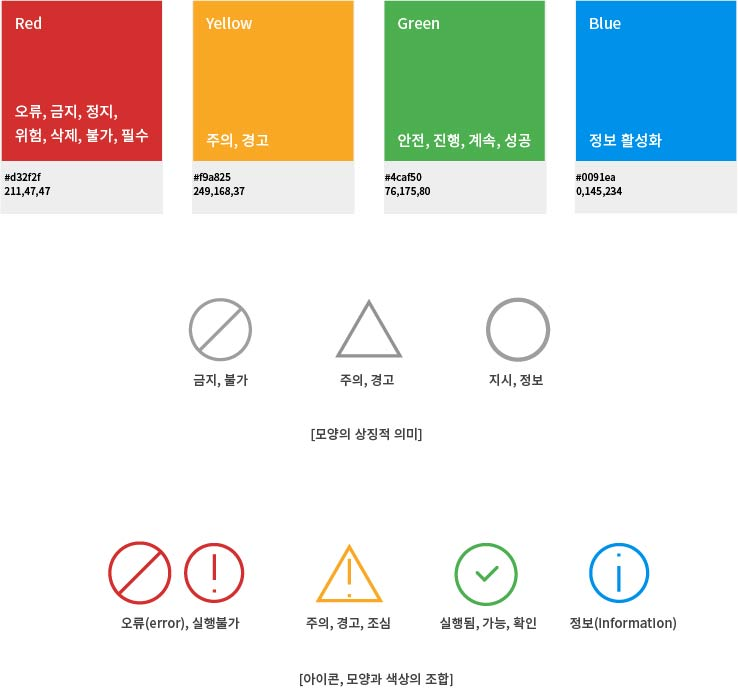 Red
오류, 금지, 정지,
위험, 삭제, 불가, 필수
#d32f2f
211,47,47
Yellow
주의, 경고
#f9a825
249,168,37
Green
안전, 진행, 계속, 성공
#4caf50
76,175,80
Blue
정보 활성화
#0091ea
0,145,234
금지, 불가
주의, 경고
지시, 정보
[모양의 상징적 의미]
오류(error), 실행불가
주의, 경고, 조심
실행됨, 가능, 확인
정보(information)
[아이콘, 모양과 색상의 조합]